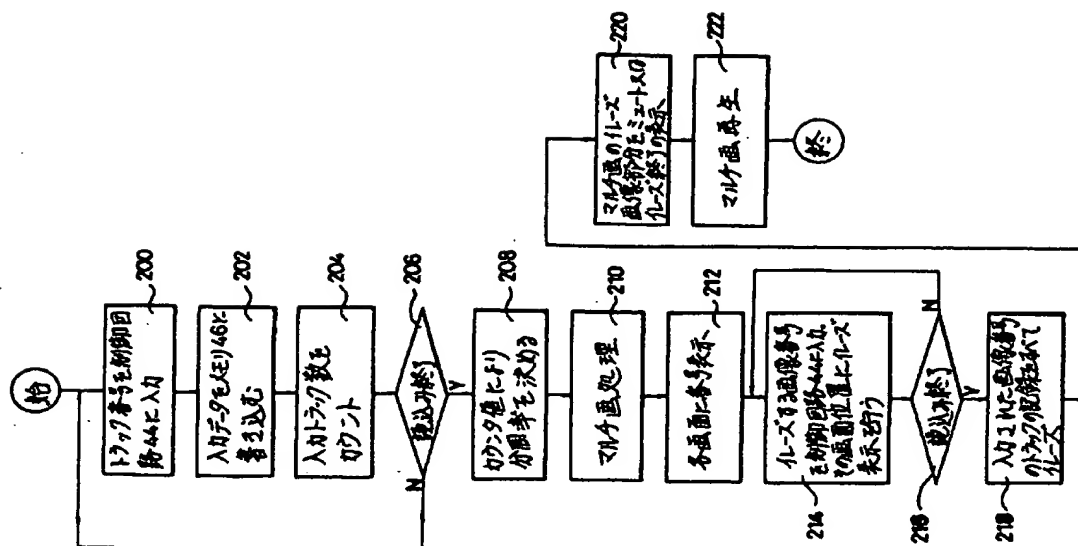 始
200
トラック番号を制御回
路44に入力
202
入力データをメモリ46に
書き込む
204
入力トラック数を
カウント
206
読込み終了
N
Y
208
カウンタ値により
分画率を決める
210
マルチ画処理
212
各画面に番号表示
214
イレーズする画像番号
を制御回路44に入力、
その画面位置にイレーズ
表示を行う
216
読込み終了
N
Y
218
入力された画像番号
のトラックの記録をすべて
イレーズ
220
マルチ画のイレーズ
画像部分をミュート又は
イレーズ終了の表示
222
マルチ画再生
終